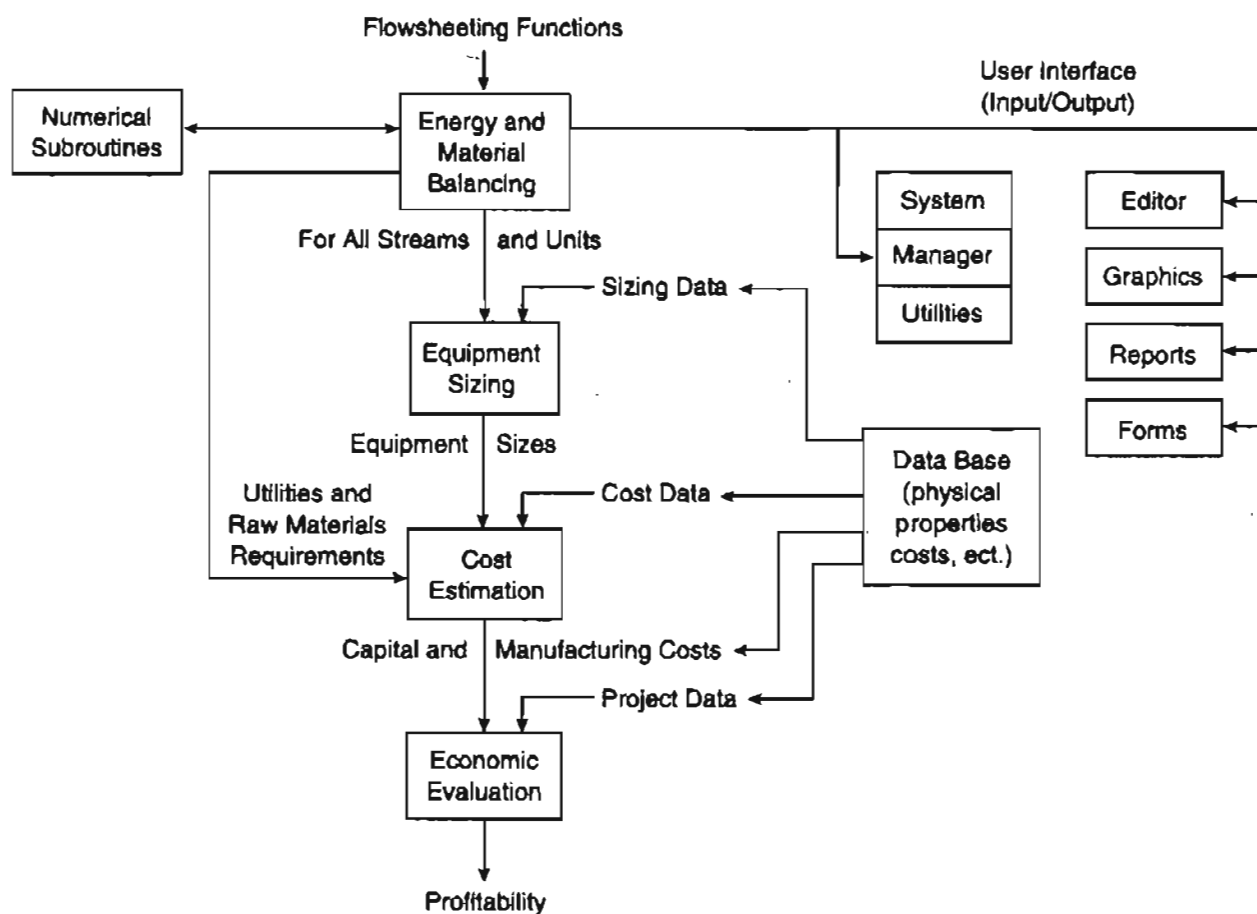 Flowsheeting Functions
User Interface
(Input/Output)
Numerical
Subroutines
Energy and
Material
Balancing
System
Manager
Utilities
Editor
Graphics
Reports
Forms
For All Streams and Units
Sizing Data
Equipment
Sizing
Equipment Sizes
Data Base
(physical
properties
costs, ect.)
Utilities and
Raw Materials
Requirements
Cost Data
Cost
Estimation
Capital and Manufacturing Costs
Project Data
Economic
Evaluation
Profitability